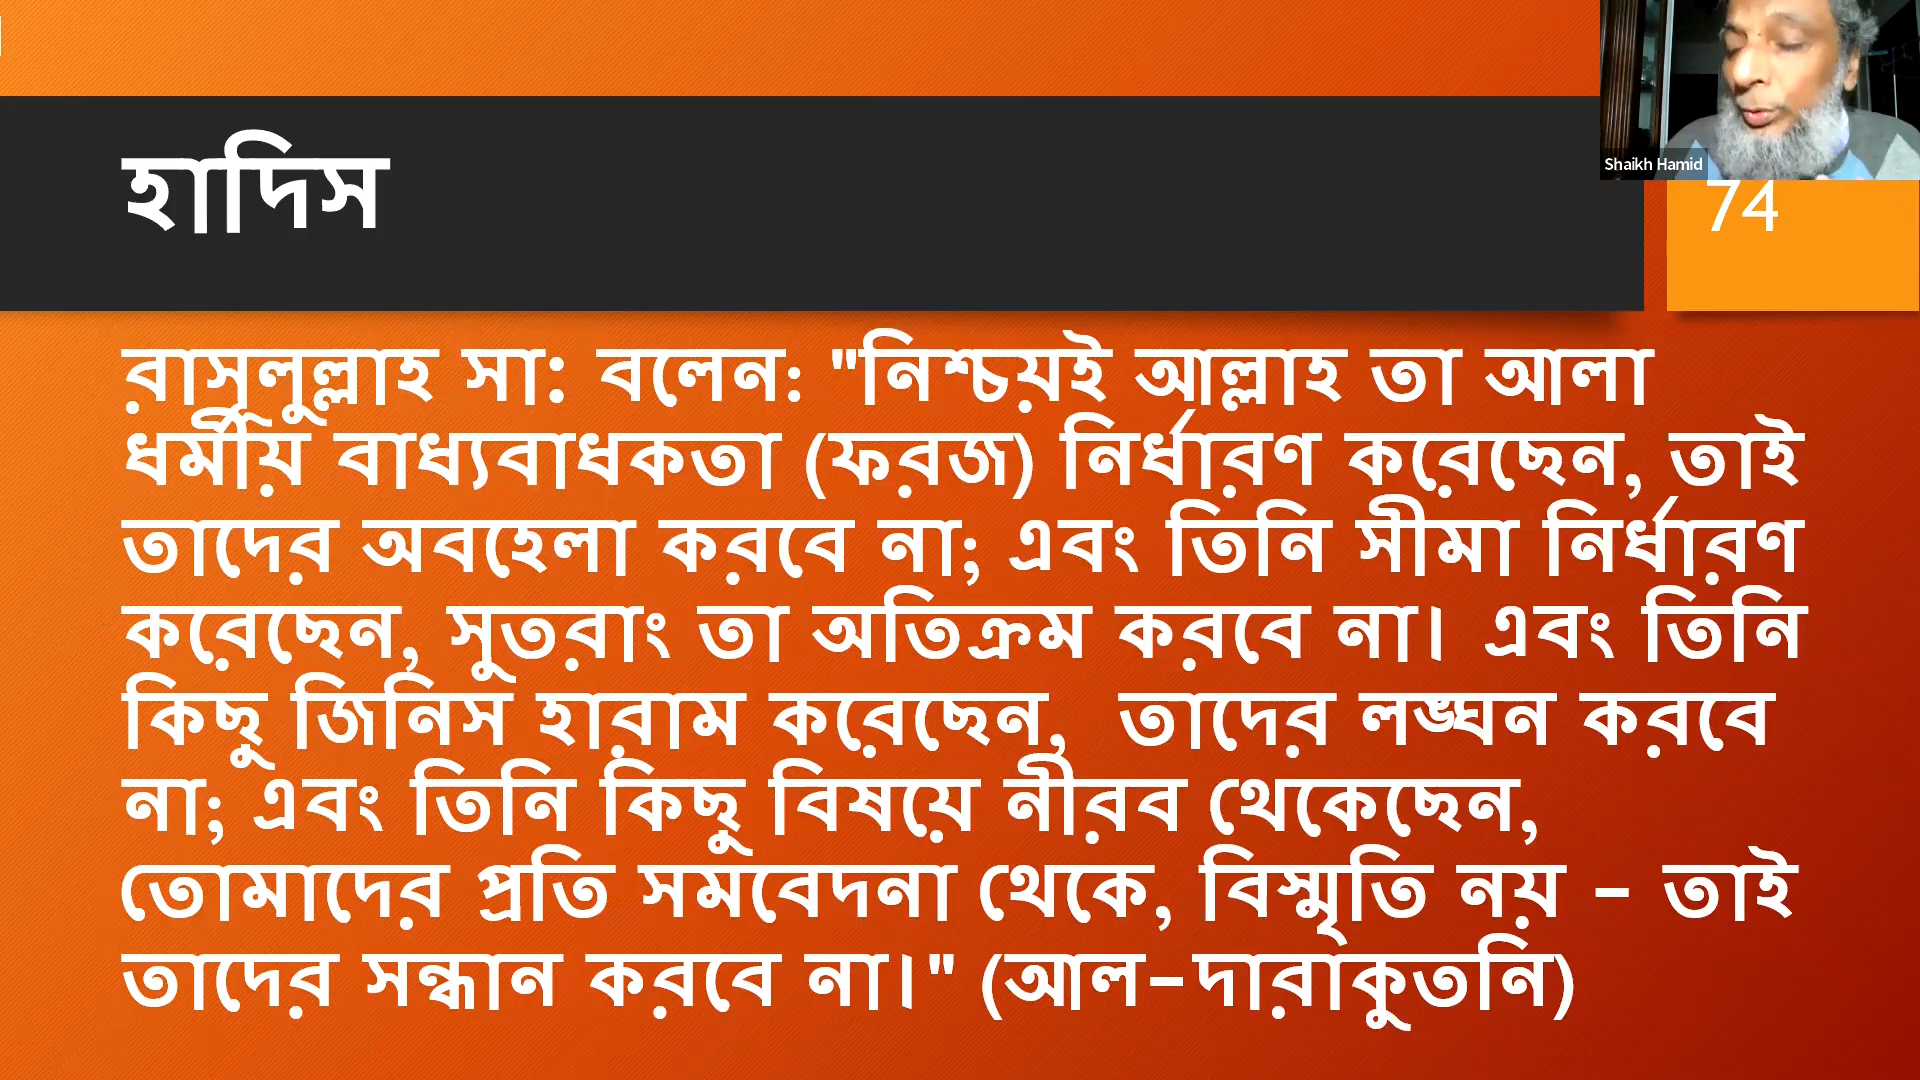 Shaikh Hamid
হাদিস
74
রাসূলুল্লাহ সা: বলেন: "নিশ্চয়ই আল্লাহ তা আলা
ধর্মীয় বাধ্যবাধকতা (ফরজ) নির্ধারণ করেছেন, তাই
তাদের অবহেলা করবে না; এবং তিনি সীমা নির্ধারণ
করেছেন, সুতরাং তা অতিক্রম করবে না। এবং তিনি
কিছু জিনিস হারাম করেছেন, তাদের লঙ্ঘন করবে
না; এবং তিনি কিছু বিষয়ে নীরব থেকেছেন,
তোমাদের প্রতি সমবেদনা থেকে, বিস্মৃতি নয় - তাই
তাদের সন্ধান করবে না।" (আল-দারাকুতনি)